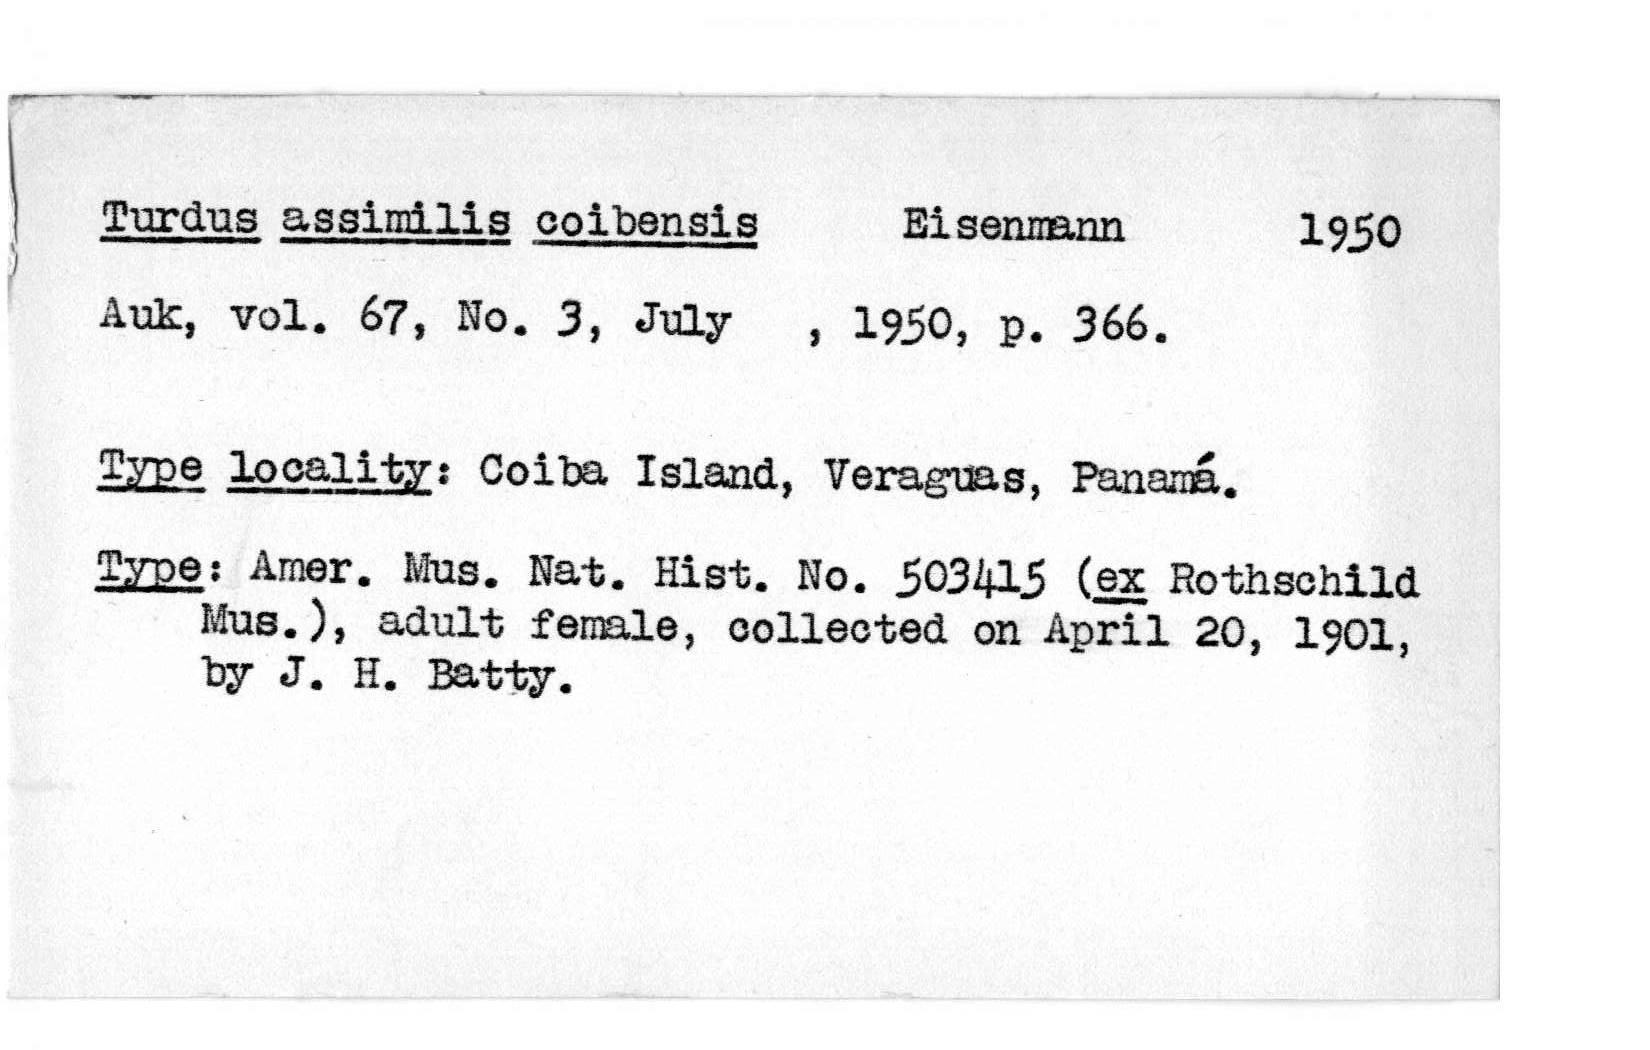 Turdus assimilis coibensis Eisenmann 1950
Auk, vol. 67, No. 3, July , 1950, p. 366.
Type locality: Coiba Island, Veraguas, Panamá.
Type: Amer. Mus. Nat. Hist. No. 503415 (ex Rothschild
Mus.), adult female, collected on April 20, 1901,
by J. H. Batty.